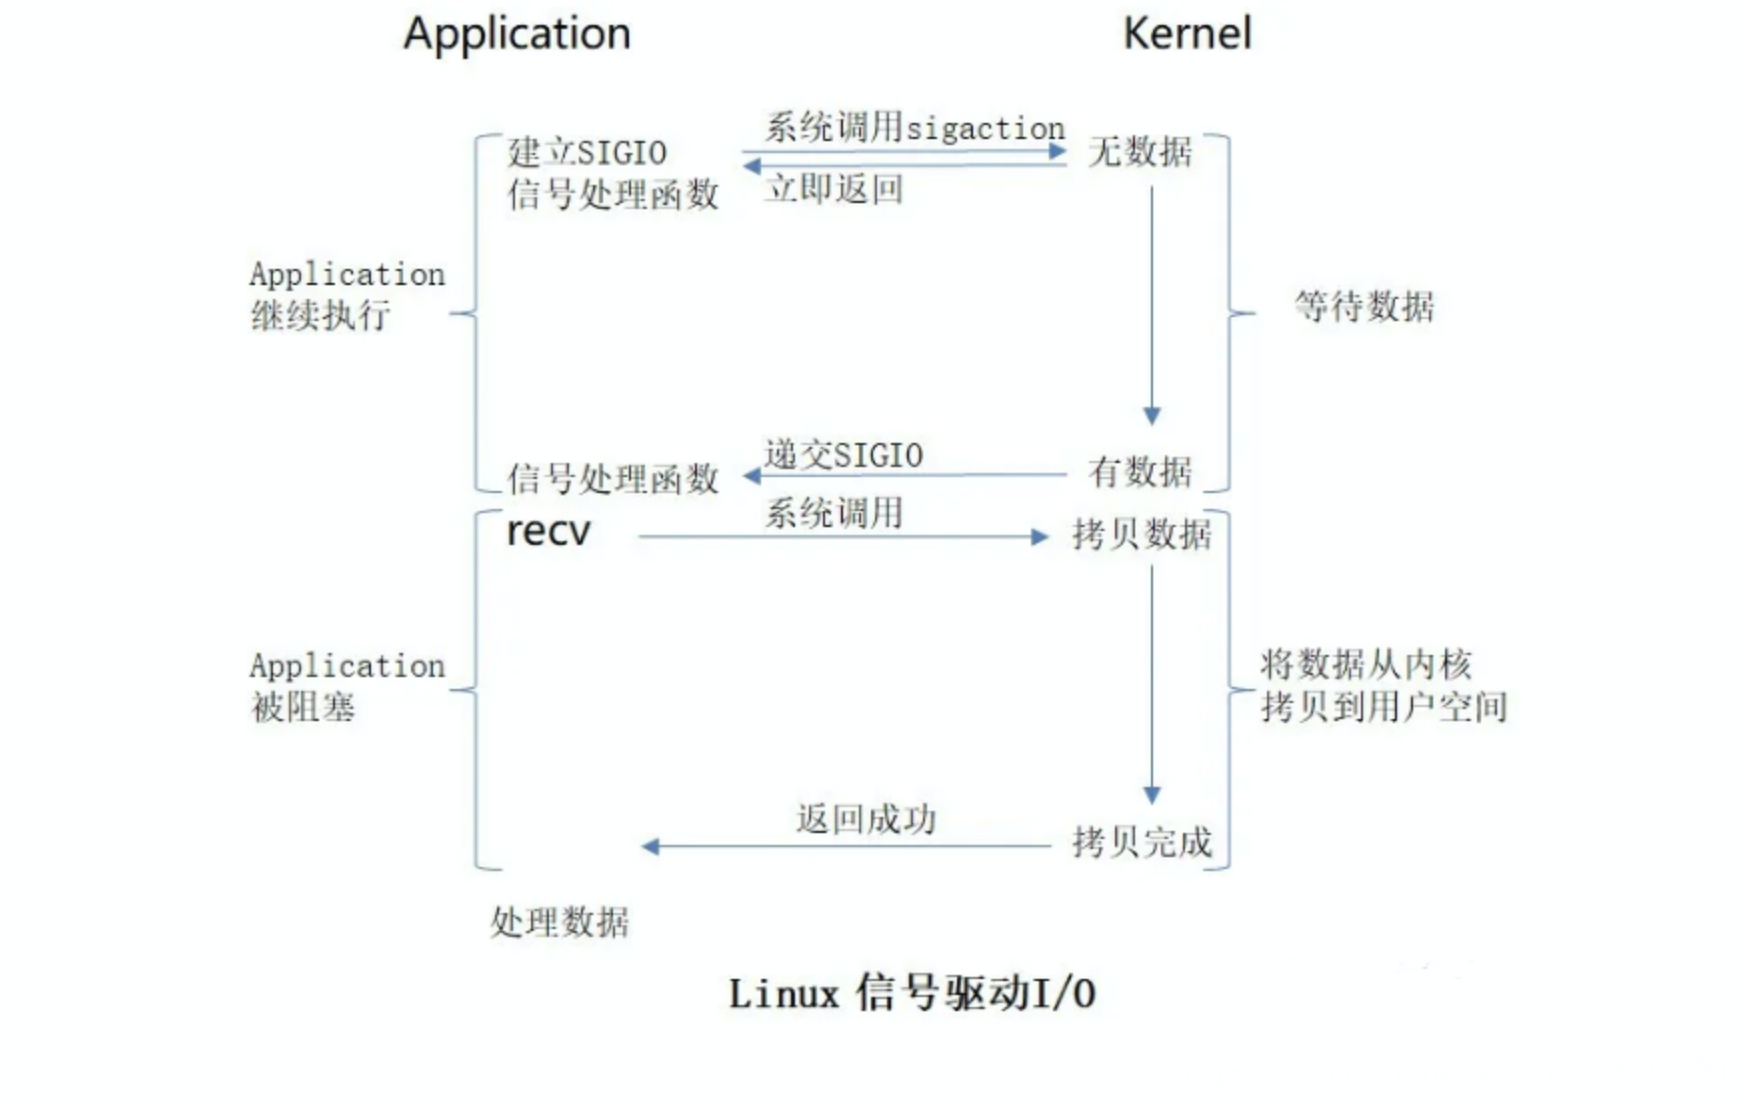 Application
Kernel
系统调用sigaction
建立SIGIO
信号处理函数
无数据
立即返回
Application
继续执行
等待数据
递交SIGIO
信号处理函数
有数据
系统调用
recv
拷贝数据
Application
被阻塞
将数据从内核
拷贝到用户空间
返回成功
拷贝完成
处理数据
Linux 信号驱动I/O